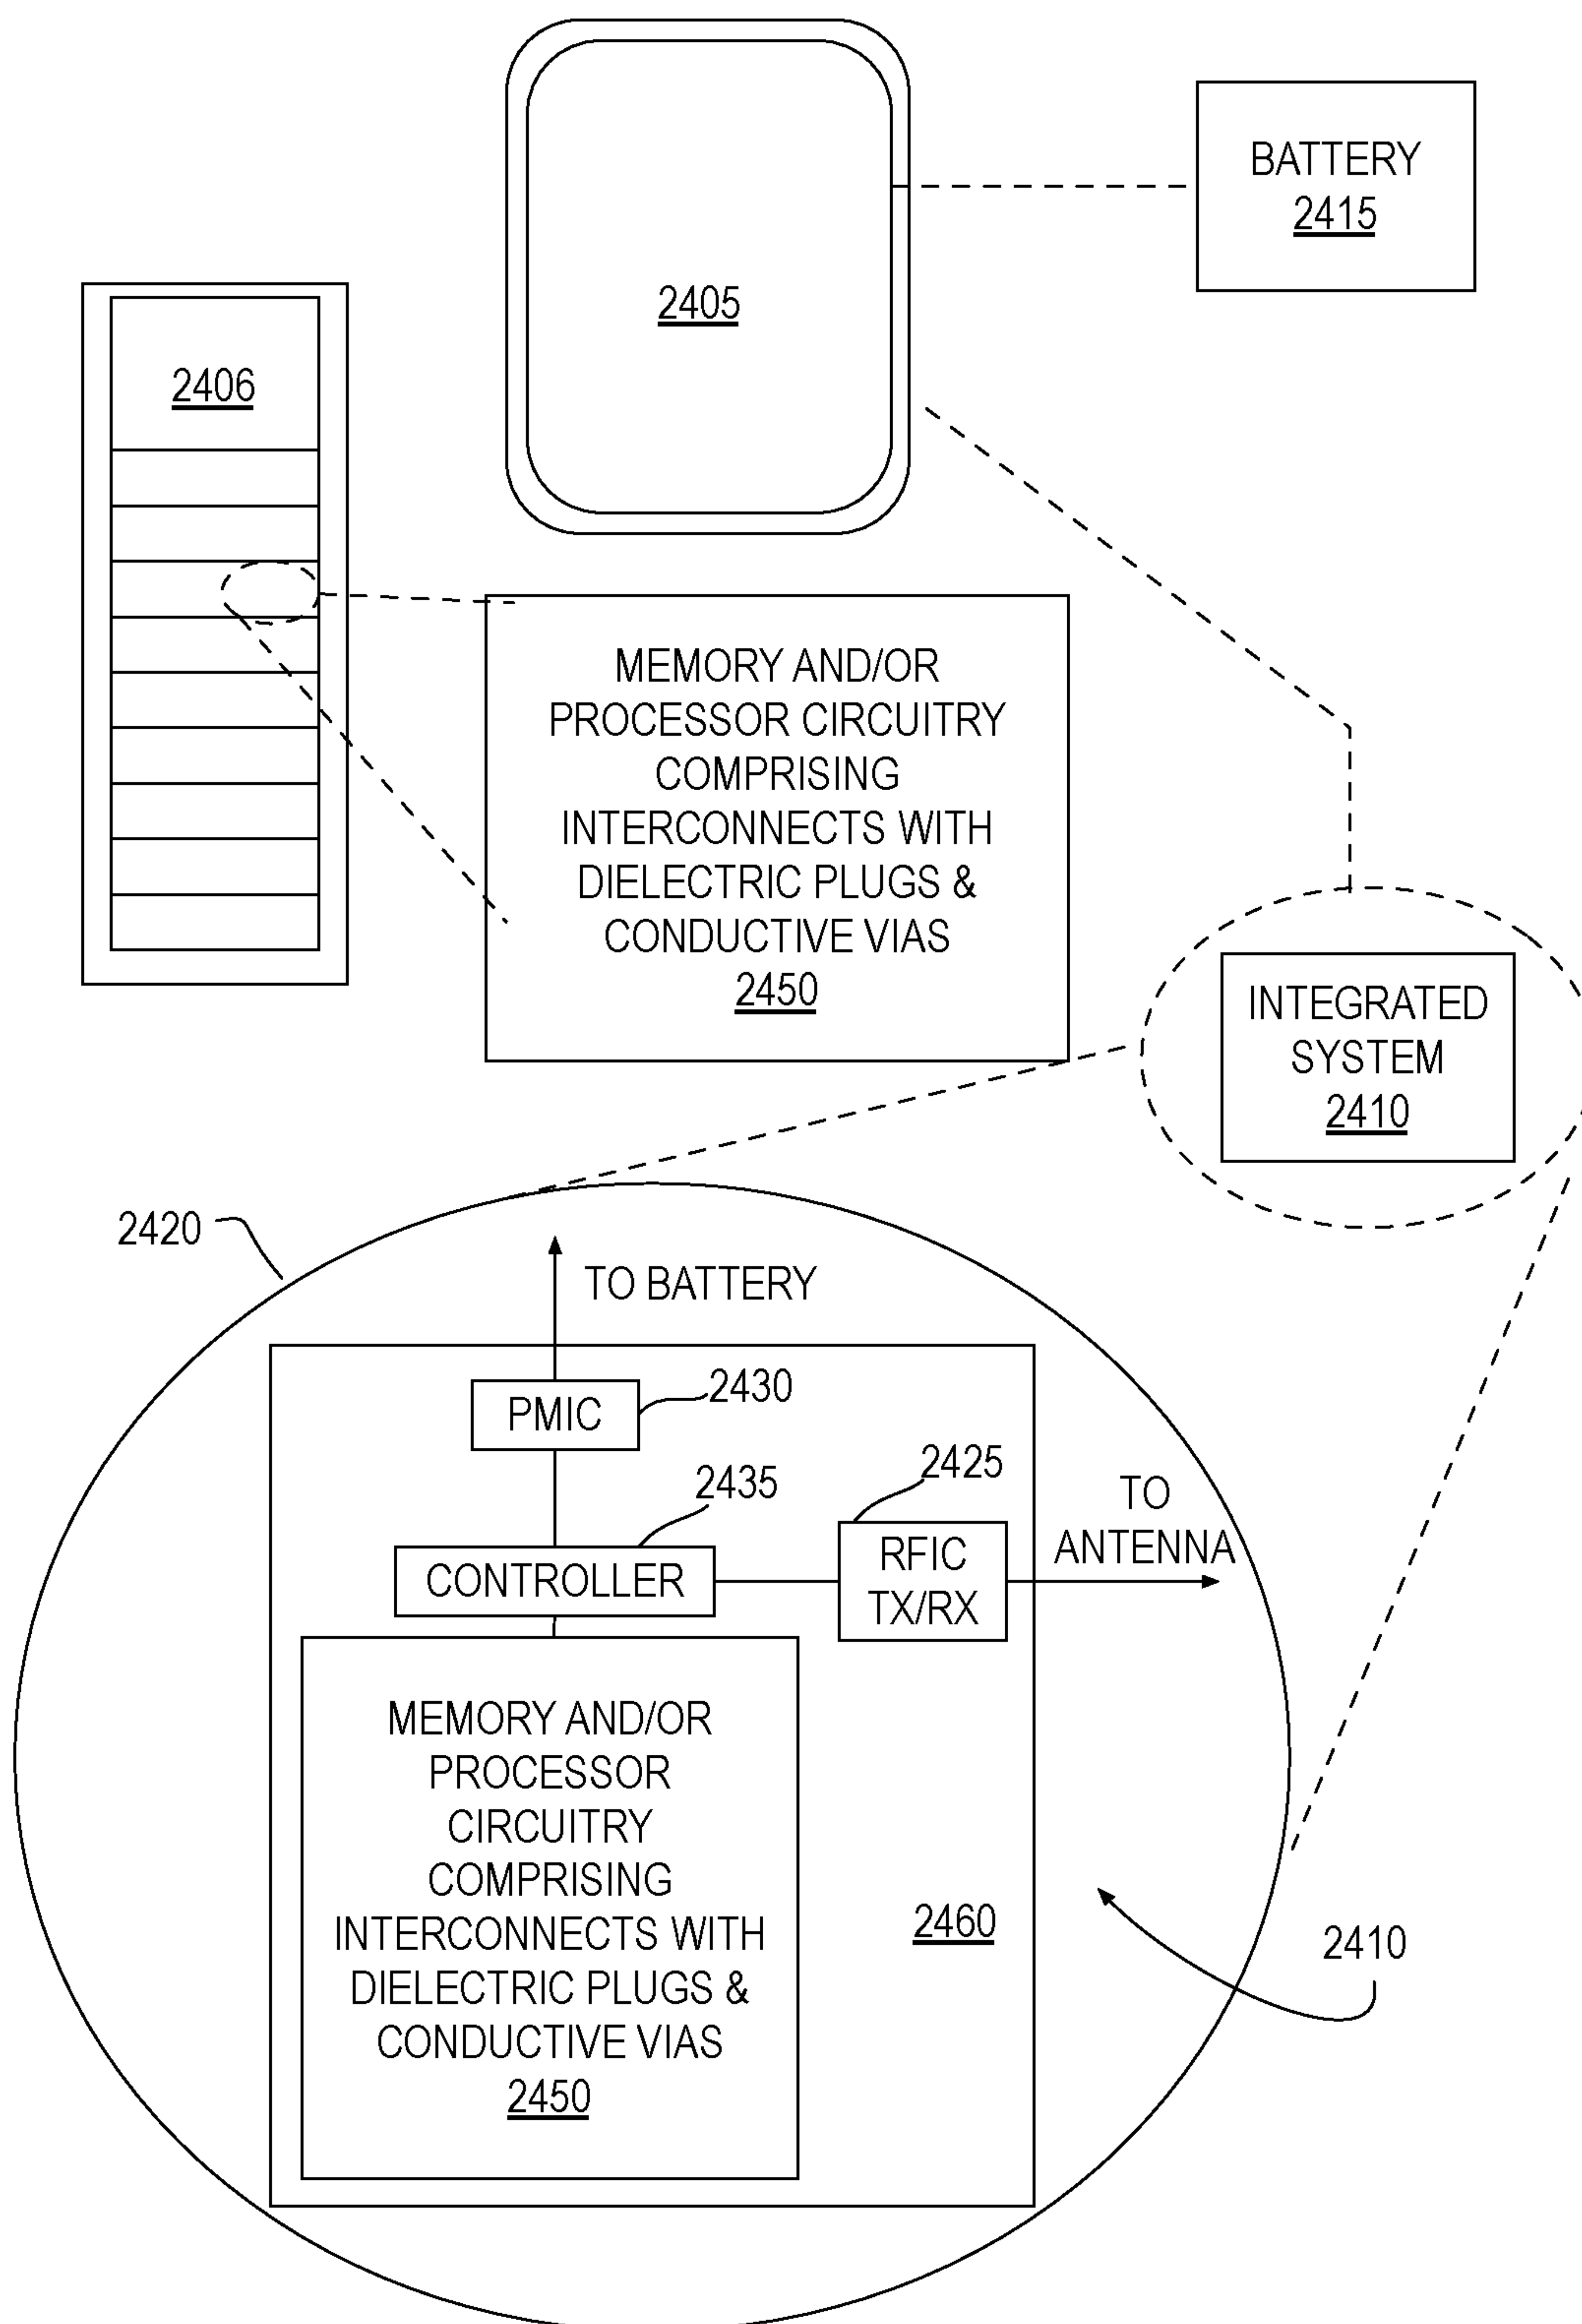 BATTERY
2415
2405
2406
MEMORY AND/OR
PROCESSOR CIRCUITRY
COMPRISING
INTERCONNECTS WITH
DIELECTRIC PLUGS &
CONDUCTIVE VIAS
2450
INTEGRATED
SYSTEM
2410
2420
TO BATTERY
PMIC
2430
2435
2425
TO
ANTENNA
CONTROLLER
RFIC
TX/RX
MEMORY AND/OR
PROCESSOR
CIRCUITRY
COMPRISING
INTERCONNECTS WITH
DIELECTRIC PLUGS &
CONDUCTIVE VIAS
2450
2460
2410